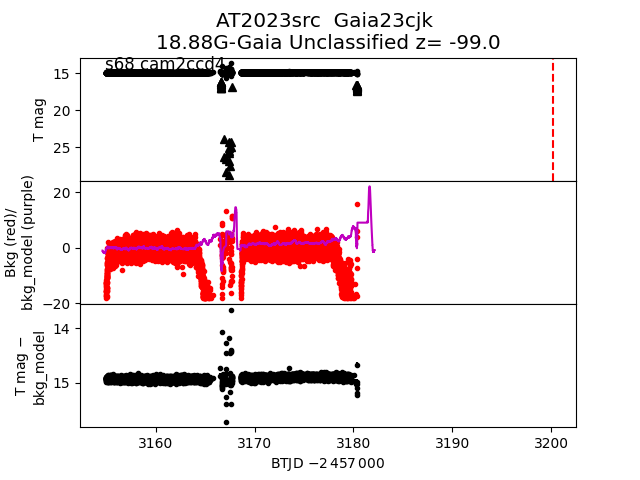 AT2023src Gaia23cjk
18.88G-Gaia Unclassified z= -99.0
s68 cam2ccd4
T mag
15
20
25
Bkg (red)/
bkg_model (purple)
20
0
−20
T mag −
bkg_model
14
15
3160
3170
3180
3190
3200
BTJD −2 457 000